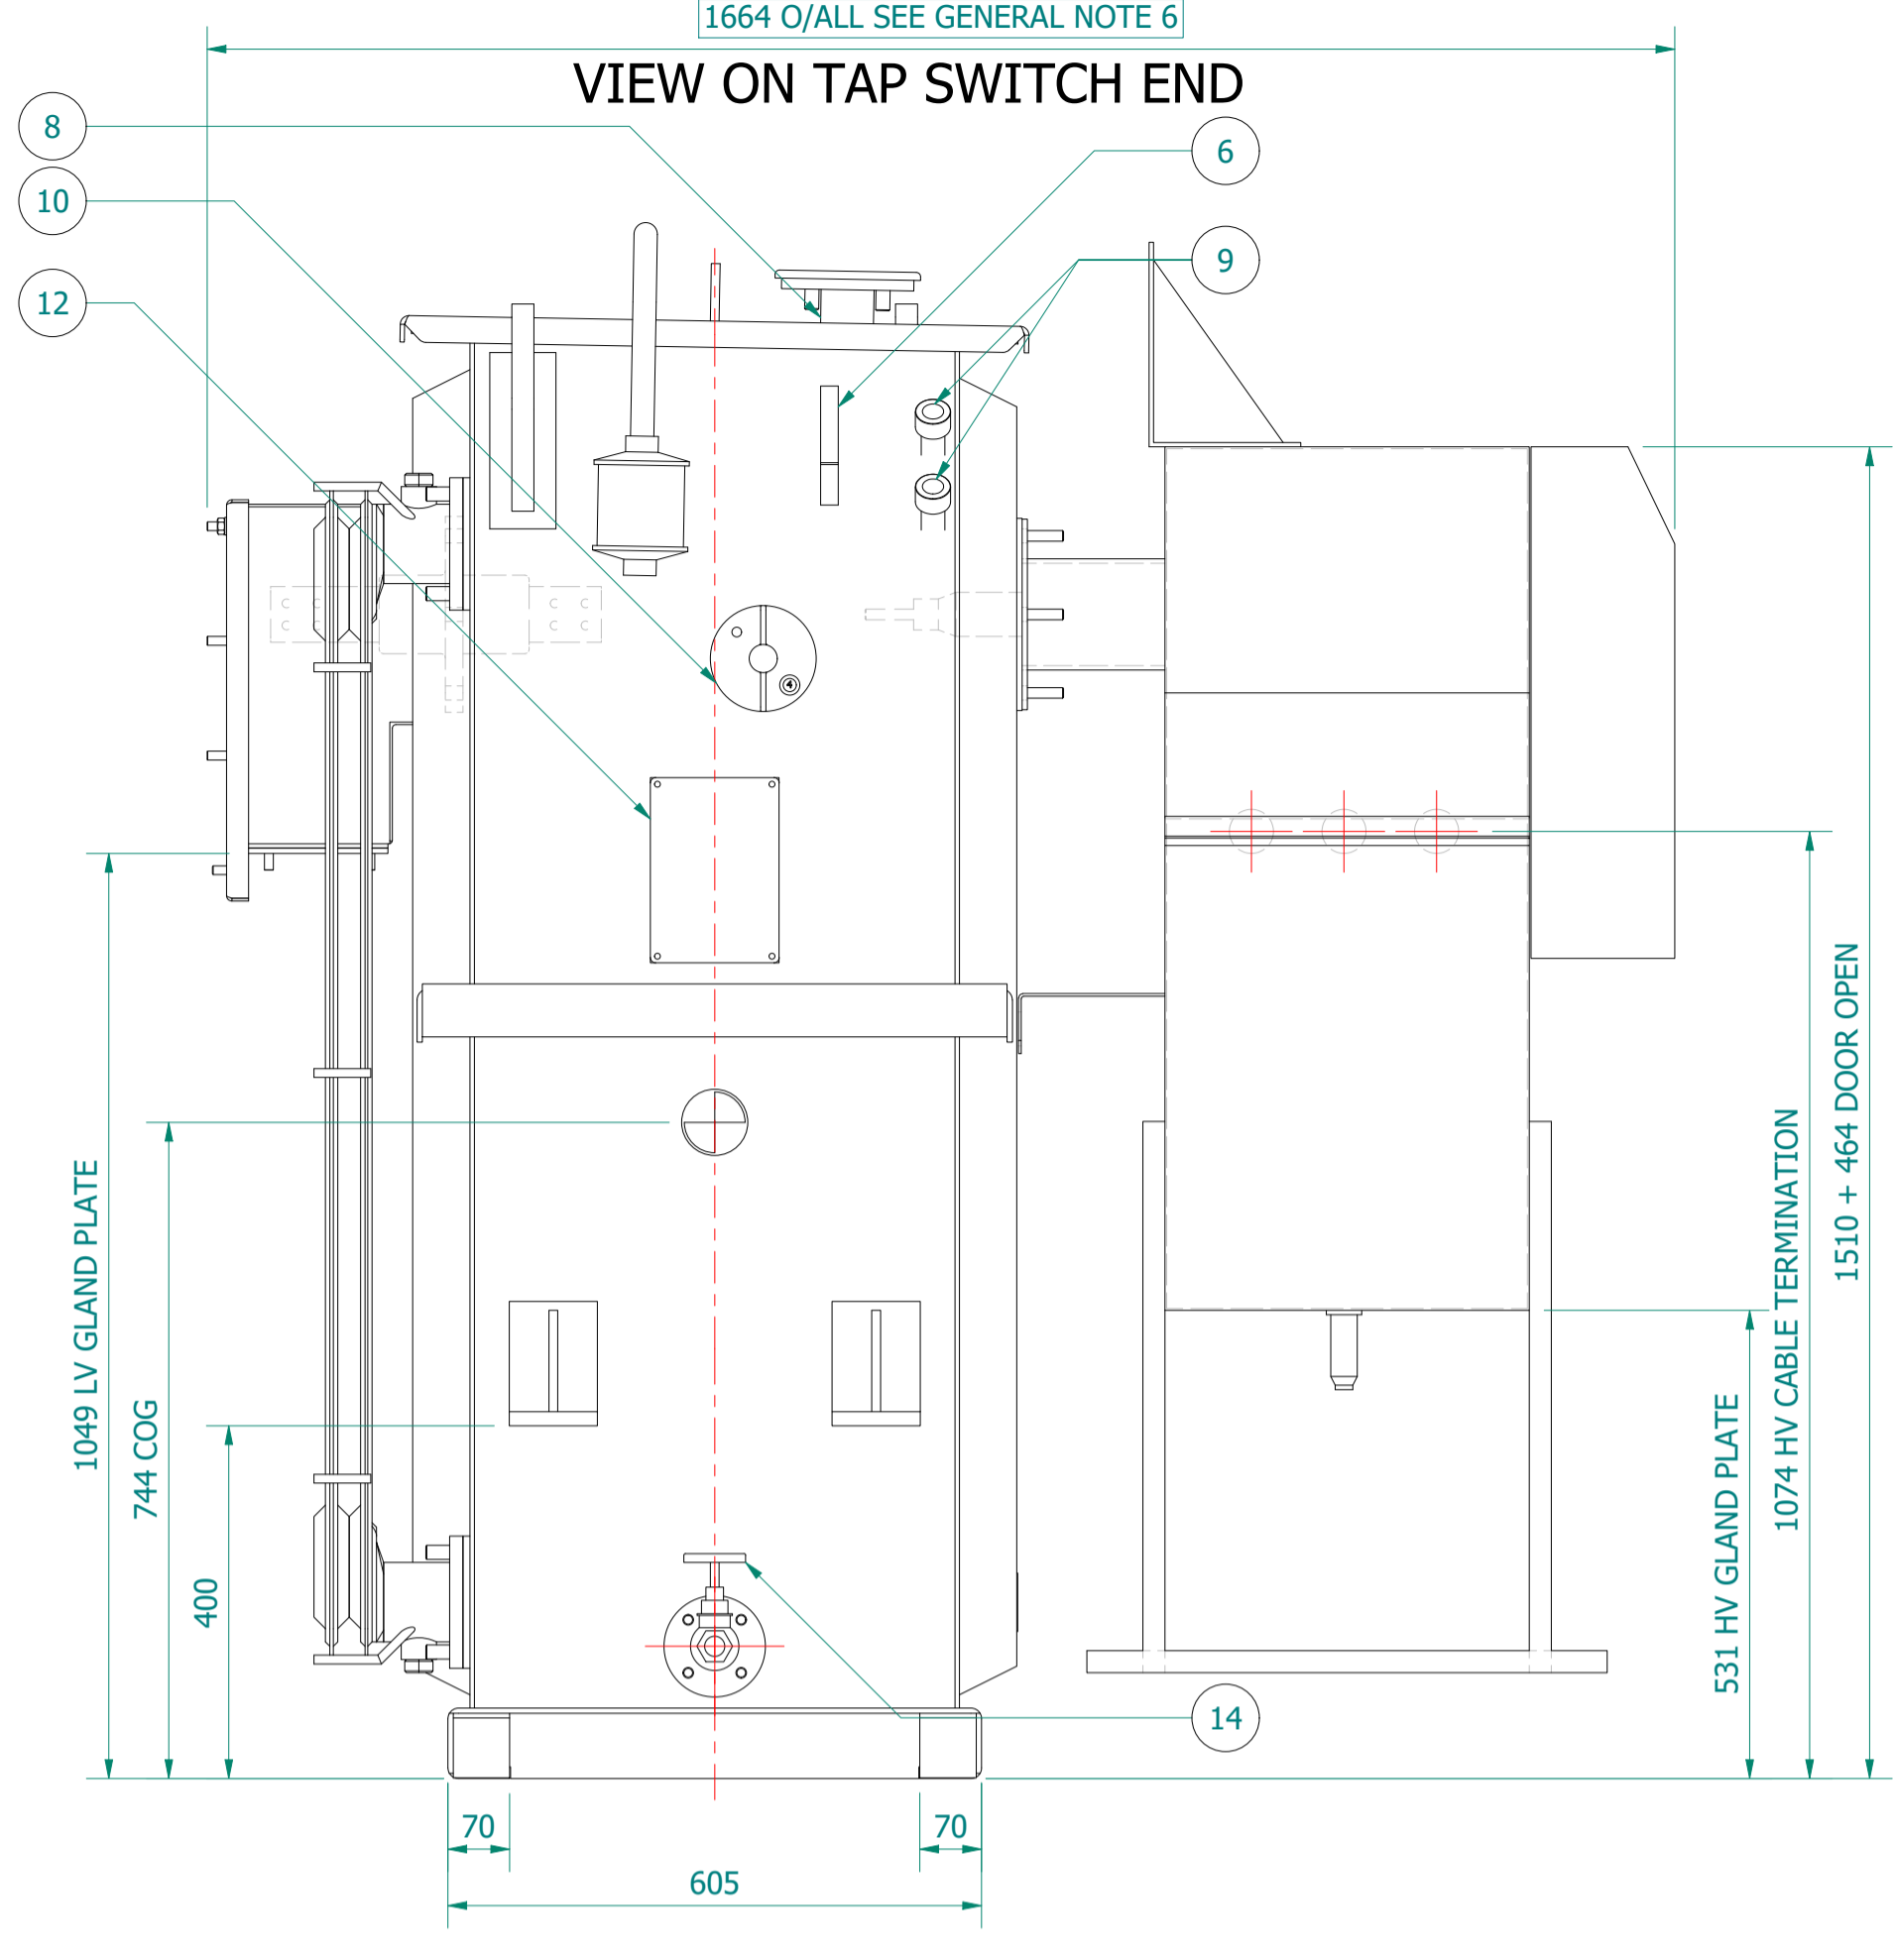 1664 O/ALL SEE GENERAL NOTE 6
VIEW ON TAP SWITCH END
8
6
10
9
12
4
1049 LV GLAND PLATE
744 COG
400
531 HV GLAND PLATE
1074 HV CABLE TERMINATION
1510 + 464 DOOR OPEN
14
70
70
605